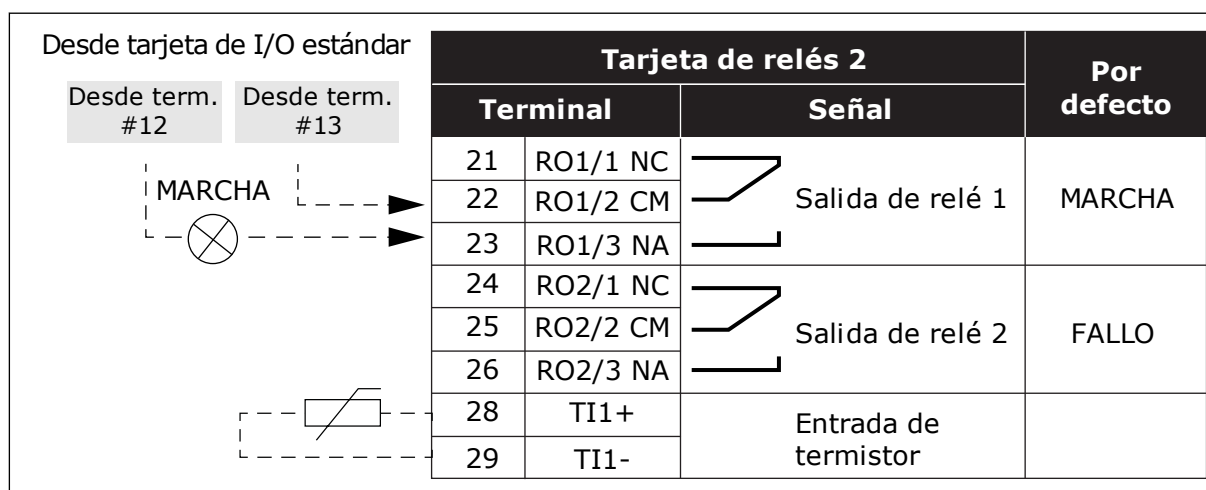 Desde tarjeta de I/O estándar
Desde term.
#12
Desde term.
#13
MARCHA
Tarjeta de relés 2
Por
defecto
Terminal
Señal
21 RO1/1 NC
22 RO1/2 CM
Salida de relé 1
MARCHA
23 RO1/3 NA
24 RO2/1 NC
25 RO2/2 CM
Salida de relé 2
FALLO
26 RO2/3 NA
28 TI1+
Entrada de
termistor
29 TI1-